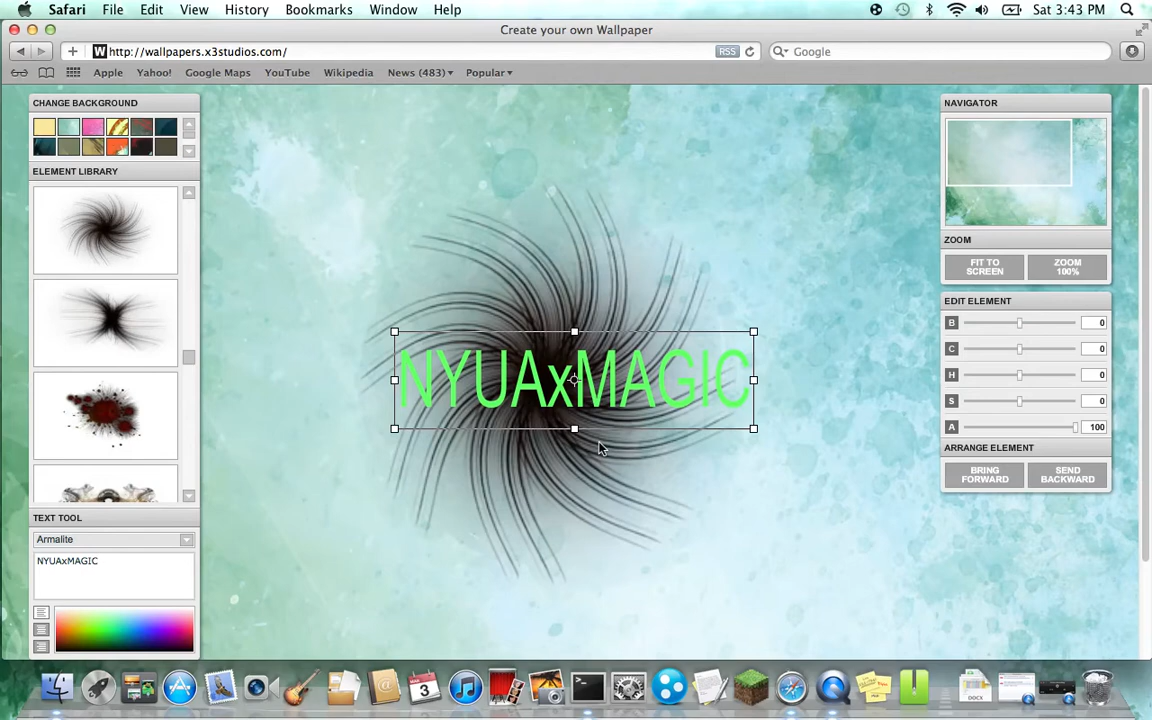 Safari File Edit View History Bookmarks Window Help Sat 3:43 PM
Create your own Wallpaper
W http://wallpapers.x3studios.com/ RSS Google
Apple Yahoo! Google Maps YouTube Wikipedia News (483) Popular
CHANGE BACKGROUND
ELEMENT LIBRARY
TEXT TOOL
Armalite
NYUAxMAGIC
NYUAxMAGIC
NAVIGATOR
ZOOM
FIT TO SCREEN
ZOOM 100%
EDIT ELEMENT
B 0
C 0
H 0
S 0
A 100
ARRANGE ELEMENT
BRING FORWARD
SEND BACKWARD
3
DOCX